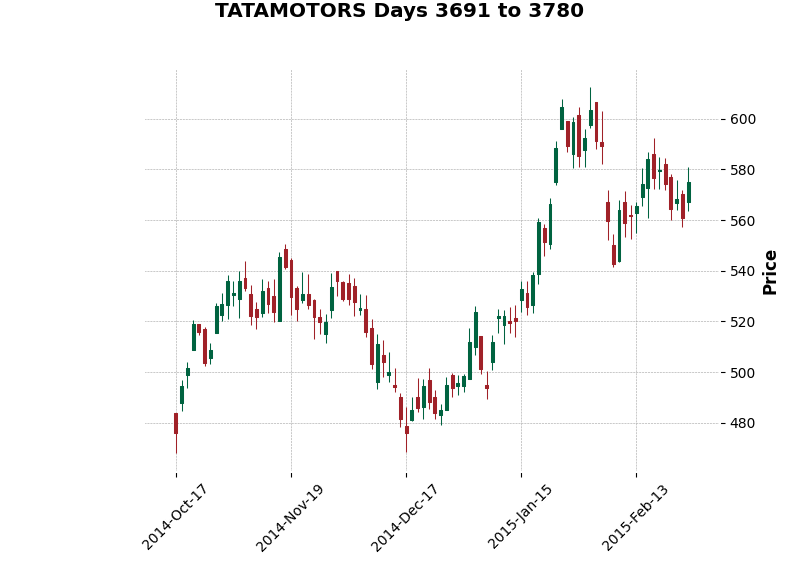 TATAMOTORS Days 3691 to 3780
600
580
560
540
520
500
480
Price
2014-Oct-17
2014-Nov-19
2014-Dec-17
2015-Jan-15
2015-Feb-13